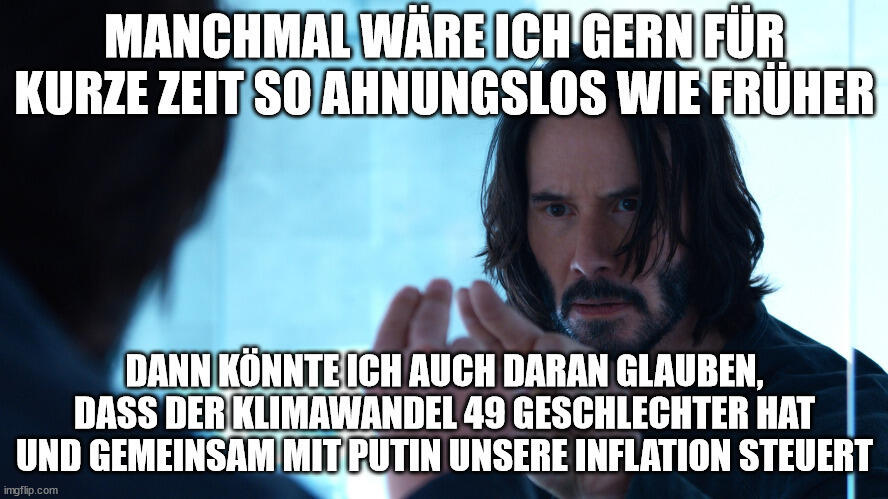 MANCHMAL WÄRE ICH GERN FÜR
KURZE ZEIT SO AHNUNGSLOS WIE FRÜHER
DANN KÖNNTE ICH AUCH DARAN GLAUBEN,
DASS DER KLIMAWANDEL 49 GESCHLECHTER HAT
UND GEMEINSAM MIT PUTIN UNSERE INFLATION STEUERT
imgflip.com